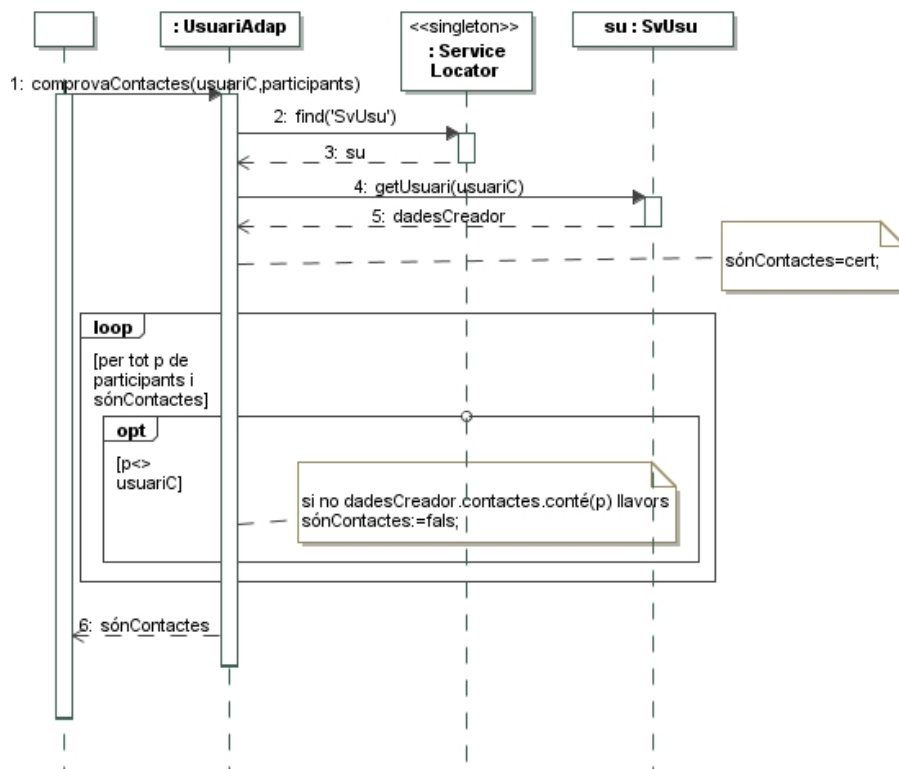 : UsuariAdap
<<singleton>>
: Service
Locator
su : SvUsu
1: comprovaContactes(usuariC,participants)
2: find('SvUsu')
3: su
4: getUsuari(usuariC)
5: dadesCreador
sónContactes=cert;
loop
[per tot p de
participants i
sónContactes]
opt
[p<>
usuariC]
si no dadesCreador.contactes.conté(p) llavors
sónContactes:=fals;
6: sónContactes